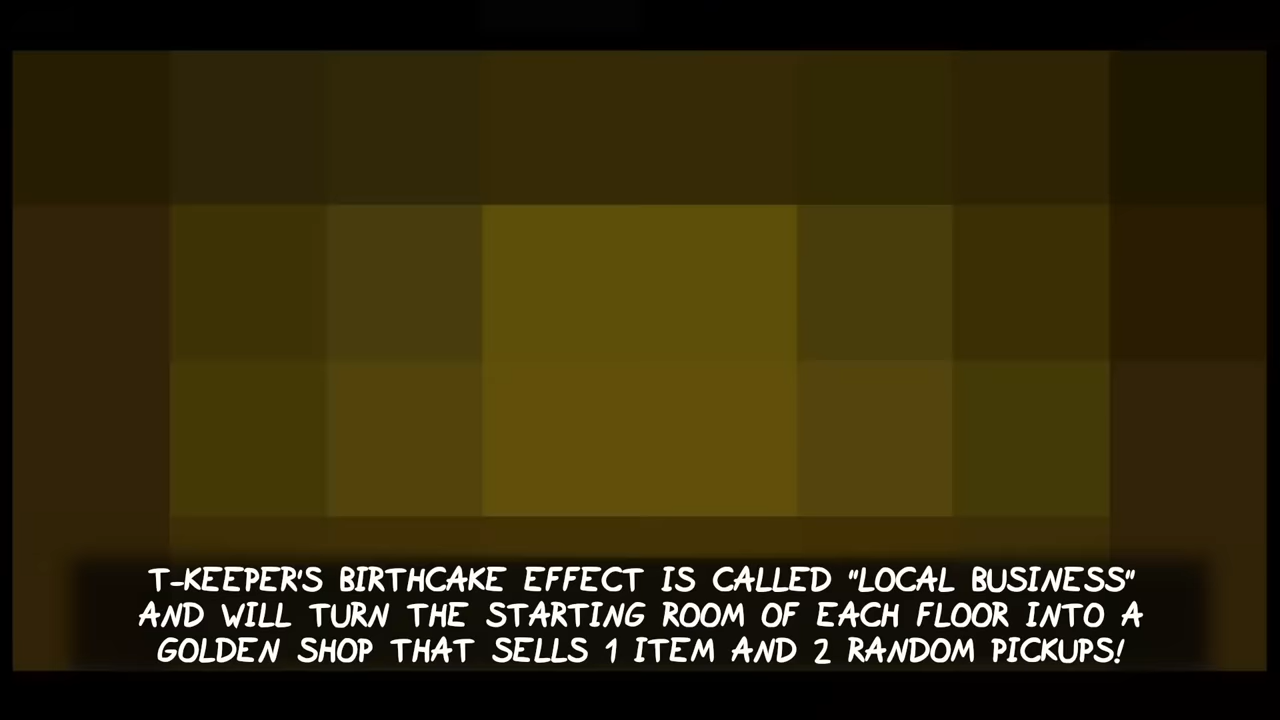 T-KEEPER'S BIRTHCAKE EFFECT IS CALLED "LOCAL BUSINESS"
AND WILL TURN THE STARTING ROOM OF EACH FLOOR INTO A
GOLDEN SHOP THAT SELLS 1 ITEM AND 2 RANDOM PICKUPS!